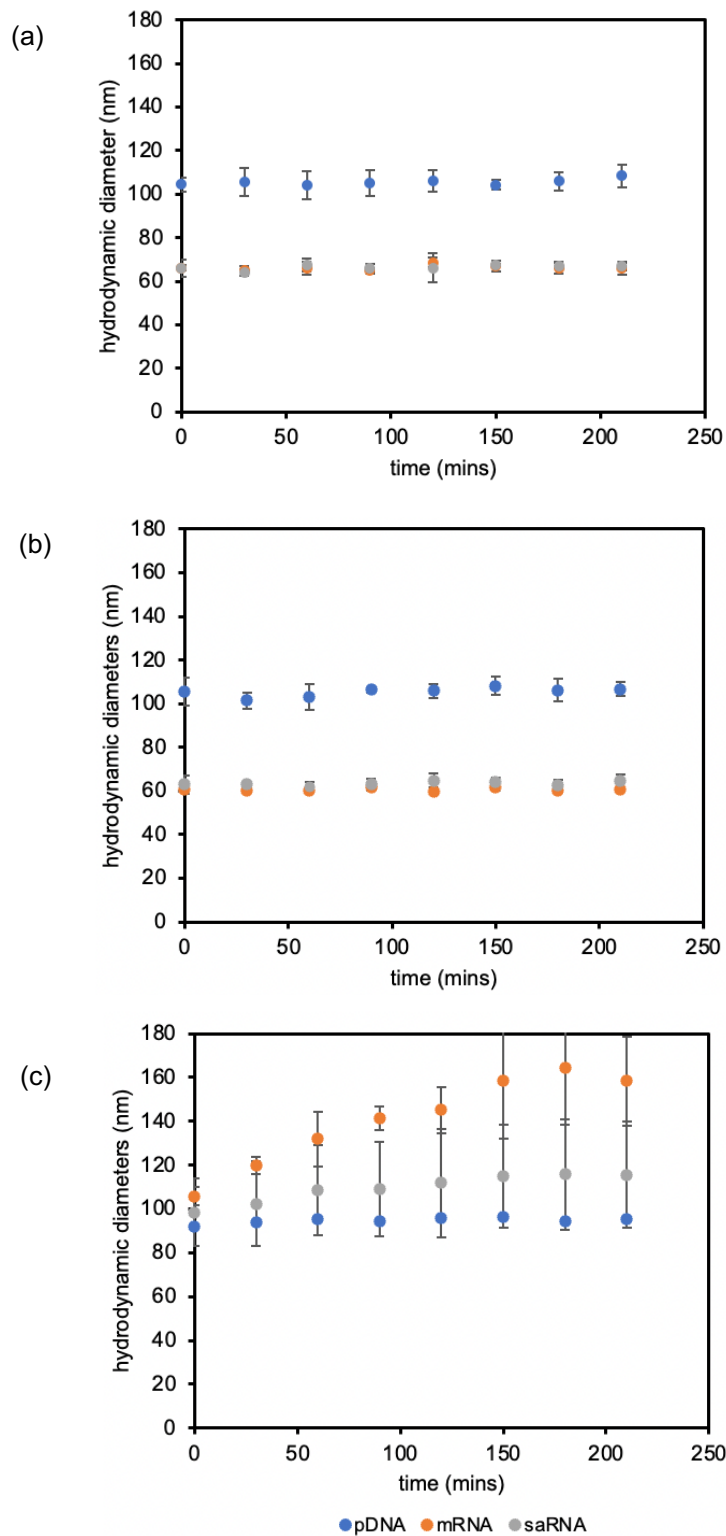 (a)
hydrodynamic diameter (nm)
180
160
140
120
100
80
60
40
20
0
0 50 100 150 200 250
time (mins)
(b)
hydrodynamic diameters (nm)
180
160
140
120
100
80
60
40
20
0
0 50 100 150 200 250
time (mins)
(c)
hydrodynamic diameters (nm)
180
160
140
120
100
80
60
40
20
0
0 50 100 150 200 250
time (mins)
pDNA mRNA saRNA